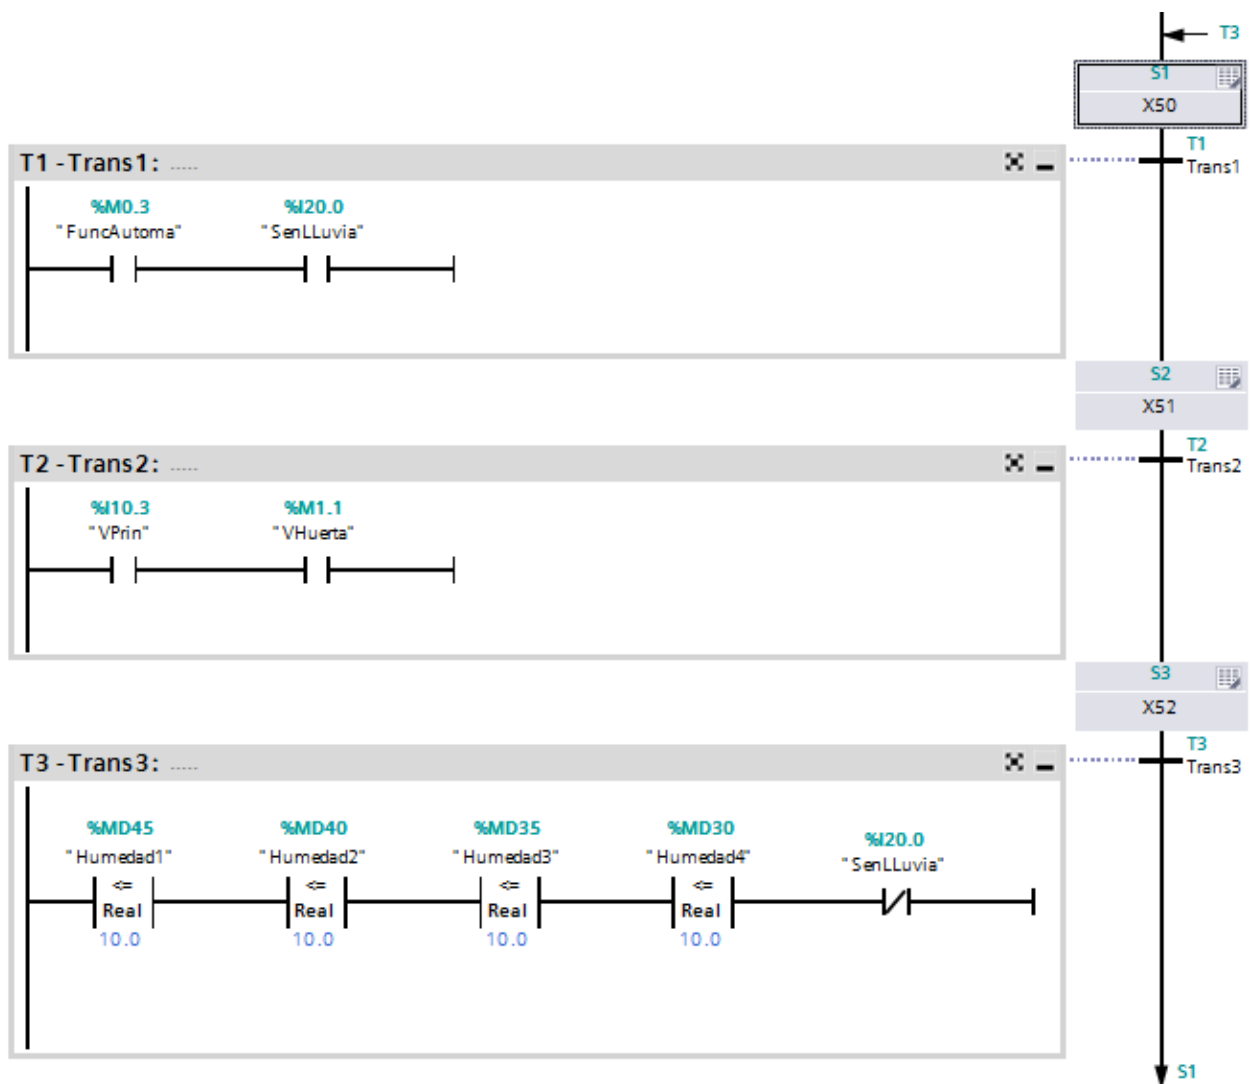 T3
S1
X50
T1
T1 - Trans1: .....
Trans1
%M0.3 %I20.0
"FuncAutoma" "SenLLuvia"
S2
X51
T2
T2 - Trans2: .....
Trans2
%I10.3 %M1.1
"VPrin" "VHuerta"
S3
X52
T3
T3 - Trans3: .....
Trans3
%MD45 %MD40 %MD35 %MD30 %I20.0
"Humedad1" "Humedad2" "Humedad3" "Humedad4" "SenLLuvia"
<= <= <= <=
Real Real Real Real
10.0 10.0 10.0 10.0
S1